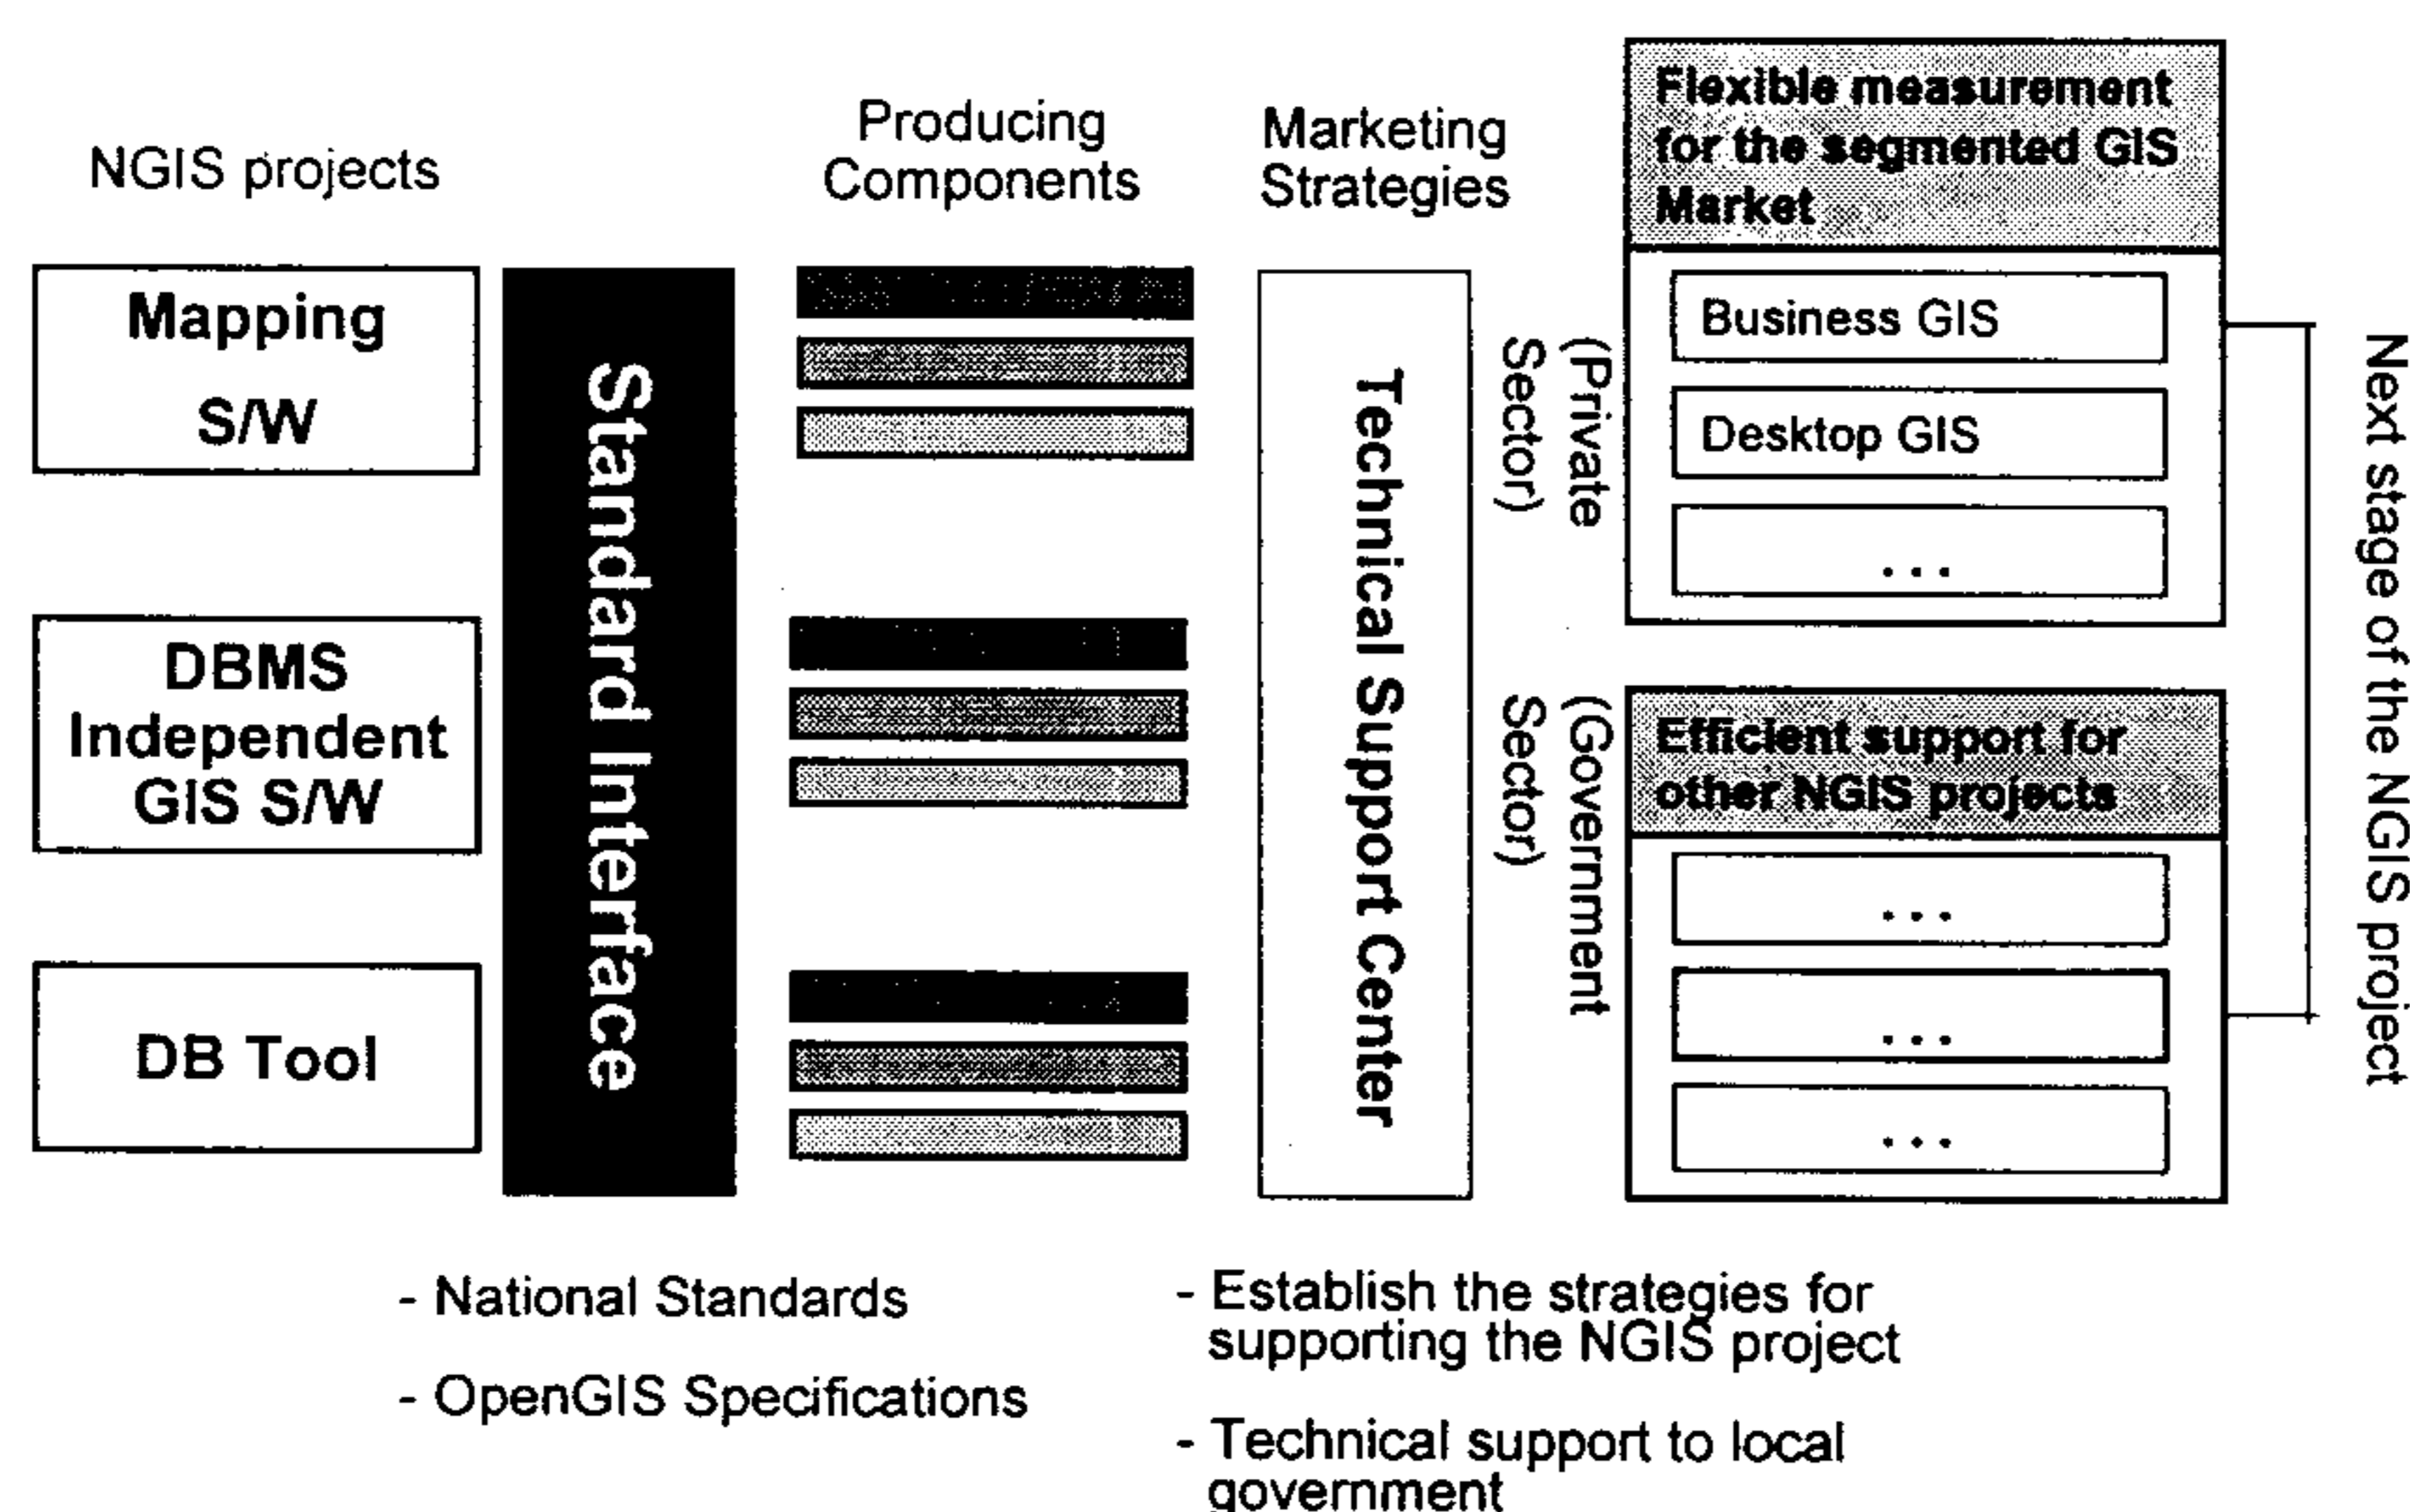 NGIS projects
Producing
Components
Marketing
Strategies
Mapping
S/W
DBMS
Independent
GIS S/W
DB Tool
Standard Interface
Technical Support Center
(Private
Sector)
(Government
Sector)
Flexible measurement
for the segmented GIS
Market
Business GIS
Desktop GIS
...
Efficient support for
other NGIS projects
...
...
...
Next stage of the NGIS project
- National Standards
- OpenGIS Specifications
- Establish the strategies for
supporting the NGIS project
- Technical support to local
government